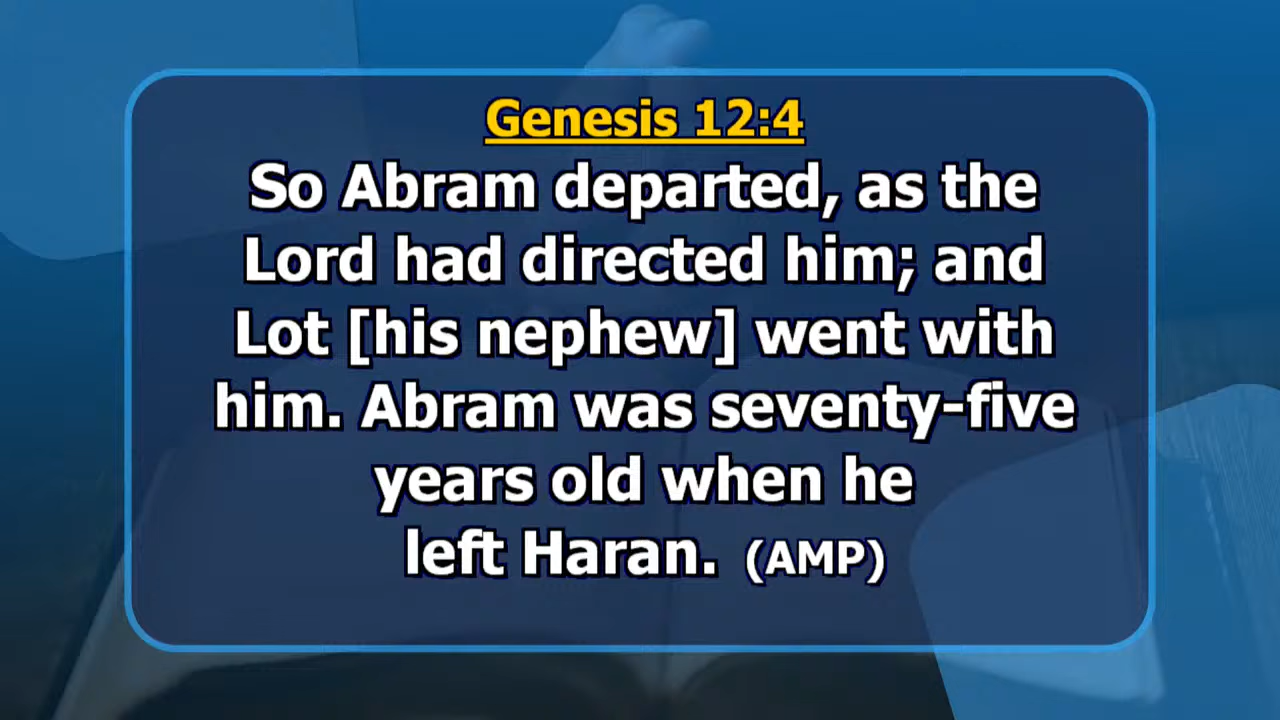 Genesis 12:4
So Abram departed, as the
Lord had directed him; and
Lot [his nephew] went with
him. Abram was seventy-five
years old when he
left Haran. (AMP)